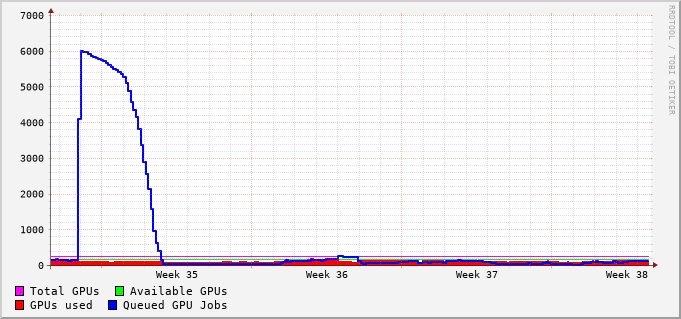 7000
6000
5000
4000
3000
2000
1000
0
Week 35 Week 36 Week 37 Week 38
Total GPUs Available GPUs
GPUs used Queued GPU Jobs
RRDTOOL / TOBI OETIKER